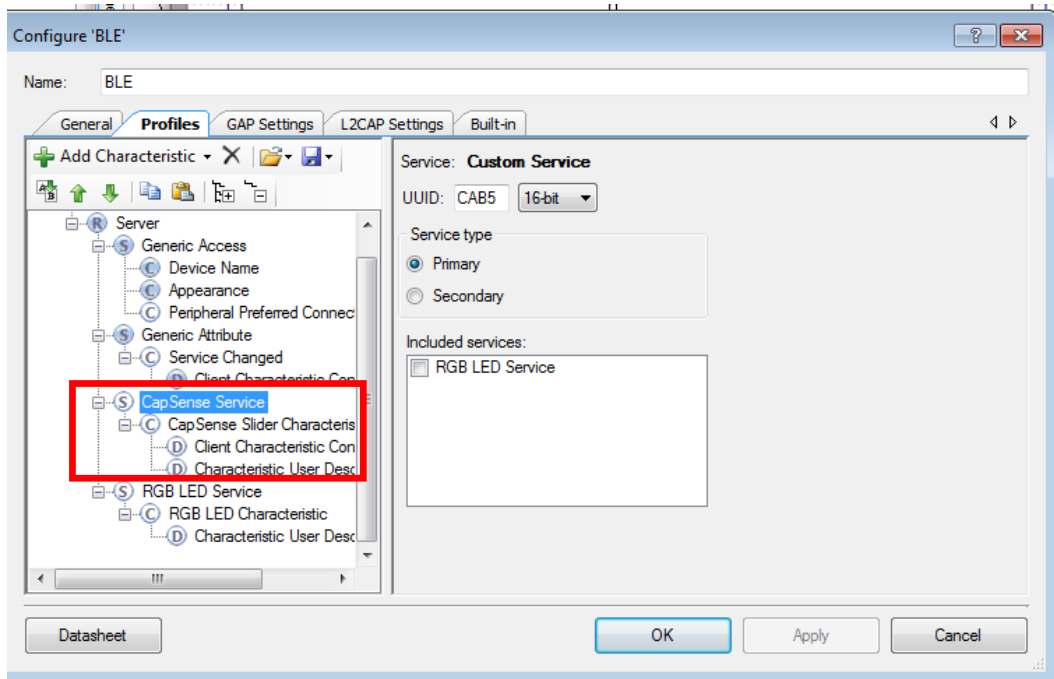 Configure 'BLE'
Name: BLE
General Profiles GAP Settings L2CAP Settings Built-in
Add Characteristic
Server
Generic Access
Device Name
Appearance
Peripheral Preferred Connec
Generic Attribute
Service Changed
Client Characteristic Con
CapSense Service
CapSense Slider Characteris
Client Characteristic Con
Characteristic User Desc
RGB LED Service
RGB LED Characteristic
Characteristic User Desc
Service: Custom Service
UUID: CAB5 16-bit
Service type
Primary
Secondary
Included services:
RGB LED Service
Datasheet OK Apply Cancel